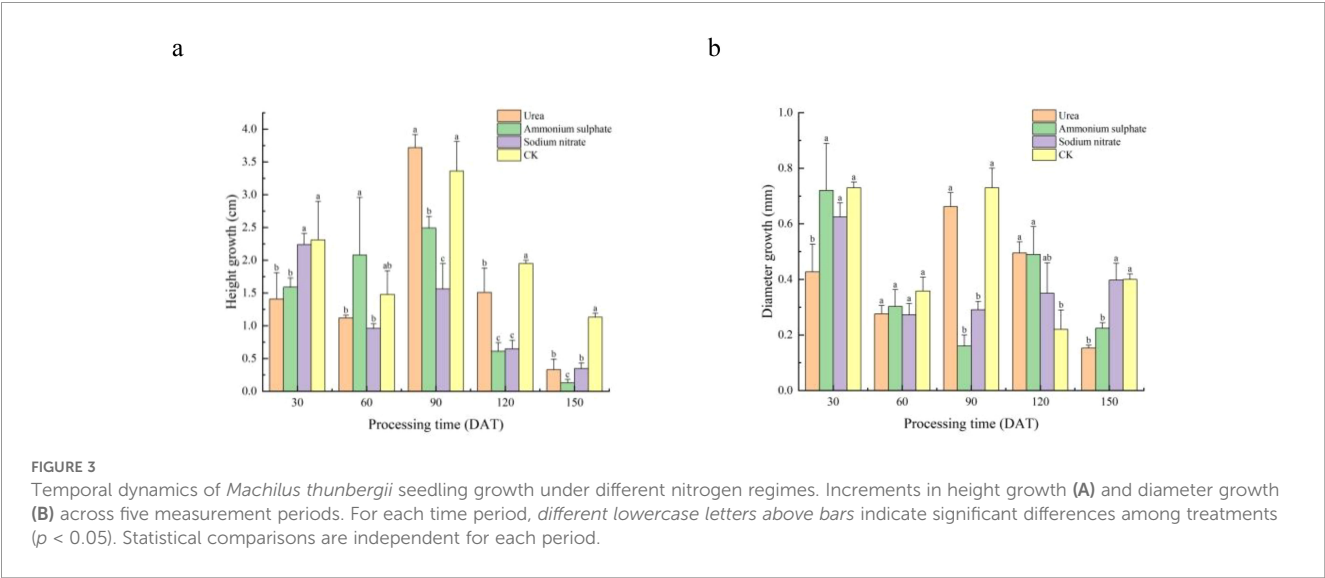 a
b
Urea
Ammonium sulphate
Sodium nitrate
CK
Height growth (cm)
4.0
3.5
3.0
2.5
2.0
1.5
1.0
0.5
0.0
b b a a
b a b ab
a b c a
b c c a
b c b a
30 60 90 120 150
Processing time (DAT)
Urea
Ammonium sulphate
Sodium nitrate
CK
Diameter growth (mm)
1.0
0.8
0.6
0.4
0.2
0.0
b a a a
a a a a
a b b a
a a ab b
b b a a
30 60 90 120 150
Processing time (DAT)
FIGURE 3
Temporal dynamics of Machilus thunbergii seedling growth under different nitrogen regimes. Increments in height growth (A) and diameter growth
(B) across five measurement periods. For each time period, different lowercase letters above bars indicate significant differences among treatments
(p < 0.05). Statistical comparisons are independent for each period.